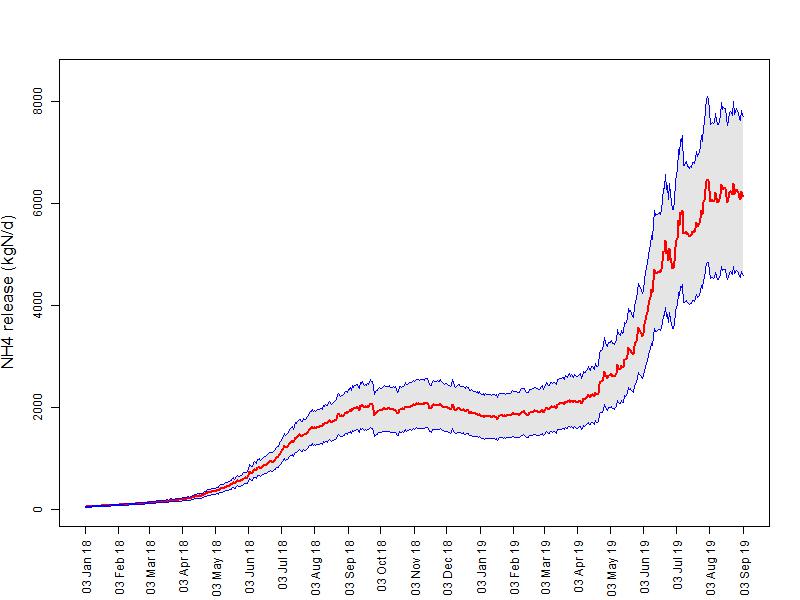 NH4 release (kgN/d)
8000
6000
4000
2000
0
03 Jan 18
03 Feb 18
03 Mar 18
03 Apr 18
03 May 18
03 Jun 18
03 Jul 18
03 Aug 18
03 Sep 18
03 Oct 18
03 Nov 18
03 Dec 18
03 Jan 19
03 Feb 19
03 Mar 19
03 Apr 19
03 May 19
03 Jun 19
03 Jul 19
03 Aug 19
03 Sep 19